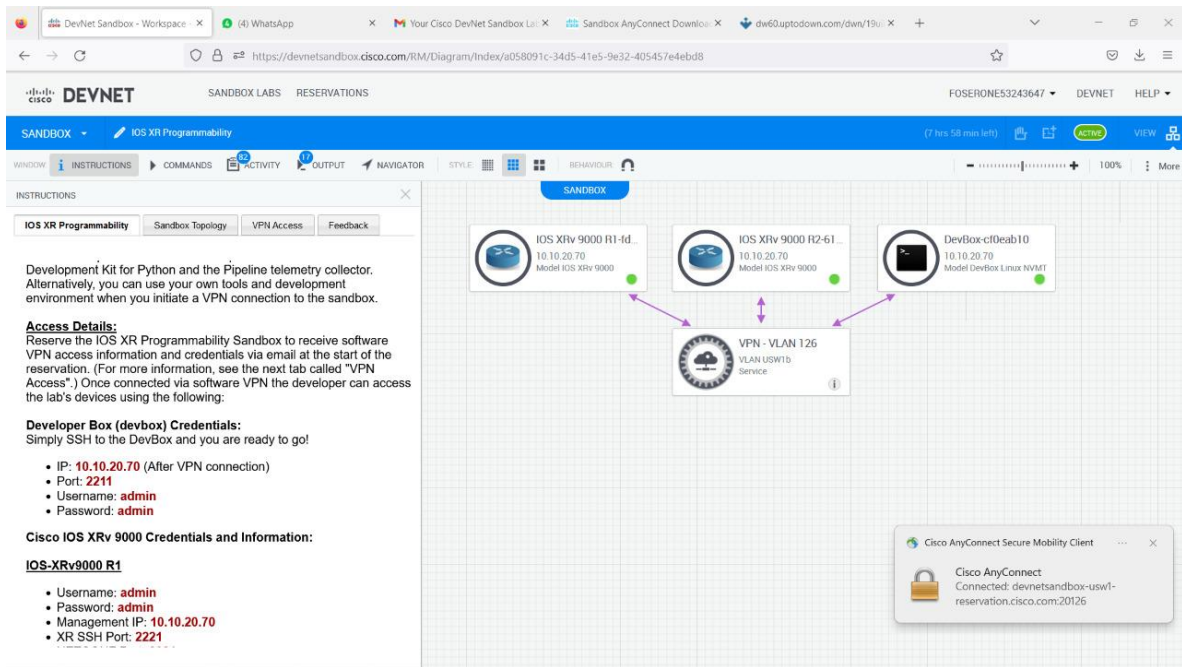 DevNet Sandbox - Workspace
(4) WhatsApp
Your Cisco DevNet Sandbox Lab
Sandbox AnyConnect Download
dw60.uptodown.com/dwn/19u
https://devnetsandbox.cisco.com/RM/Diagram/Index/a058091c-34d5-41e5-9e32-405457e4ebd8
cisco DEVNET
SANDBOX LABS RESERVATIONS
FOSERONE53243647 DEVNET HELP
SANDBOX IOS XR Programmability
(7 hrs 58 min left) ACTIVE VIEW
WINDOW INSTRUCTIONS COMMANDS 82 ACTIVITY 17 OUTPUT NAVIGATOR STYLE BEHAVIOUR 100% More
INSTRUCTIONS
IOS XR Programmability Sandbox Topology VPN Access Feedback
Development Kit for Python and the Pipeline telemetry collector.
Alternatively, you can use your own tools and development
environment when you initiate a VPN connection to the sandbox.
Access Details:
Reserve the IOS XR Programmability Sandbox to receive software
VPN access information and credentials via email at the start of the
reservation. (For more information, see the next tab called "VPN
Access".) Once connected via software VPN the developer can access
the lab's devices using the following:
Developer Box (devbox) Credentials:
Simply SSH to the DevBox and you are ready to go!
• IP: 10.10.20.70 (After VPN connection)
• Port: 2211
• Username: admin
• Password: admin
Cisco IOS XRv 9000 Credentials and Information:
IOS-XRv9000 R1
• Username: admin
• Password: admin
• Management IP: 10.10.20.70
• XR SSH Port: 2221
SANDBOX
IOS XRv 9000 R1-fd...
10.10.20.70
Model IOS XRv 9000
IOS XRv 9000 R2-61...
10.10.20.70
Model IOS XRv 9000
DevBox-cf0eab10
10.10.20.70
Model DevBox Linux NVMT
VPN - VLAN 126
VLAN USW1b
Service
Cisco AnyConnect Secure Mobility Client
Cisco AnyConnect
Connected: devnetsandbox-usw1-
reservation.cisco.com:20126